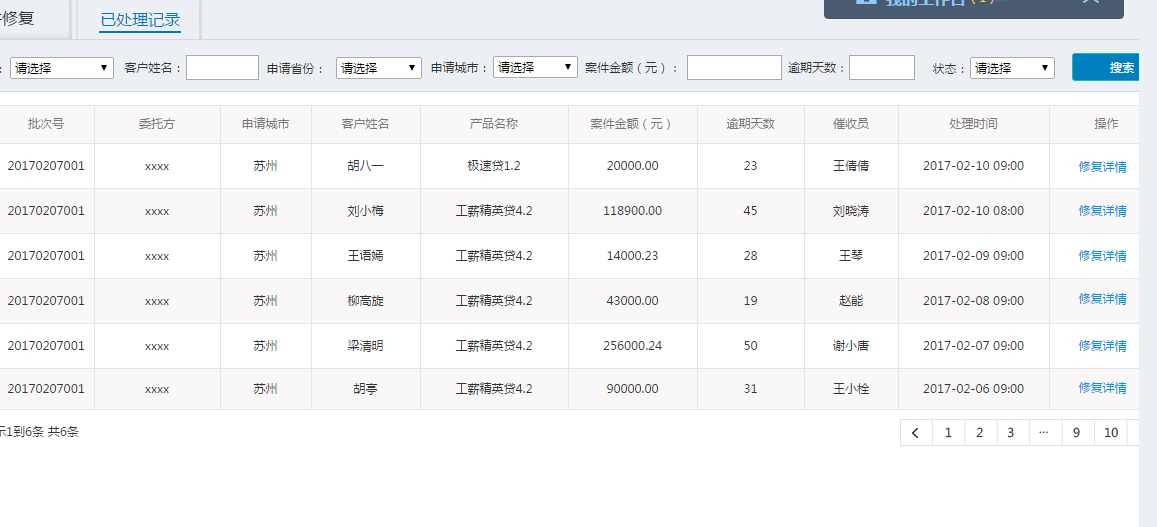 件修复 已处理记录 我的工作台 ( 1 )
: 请选择 客户姓名: 申请省份: 请选择 申请城市: 请选择 案件金额(元): 逾期天数: 状态: 请选择 搜索
批次号 委托方 申请城市 客户姓名 产品名称 案件金额(元) 逾期天数 催收员 处理时间 操作
20170207001 xxxx 苏州 胡八一 极速贷1.2 20000.00 23 王倩倩 2017-02-10 09:00 修复详情
20170207001 xxxx 苏州 刘小梅 工薪精英贷4.2 118900.00 45 刘晓涛 2017-02-10 08:00 修复详情
20170207001 xxxx 苏州 王语嫣 工薪精英贷4.2 14000.23 28 王琴 2017-02-09 09:00 修复详情
20170207001 xxxx 苏州 柳高旋 工薪精英贷4.2 43000.00 19 赵能 2017-02-08 09:00 修复详情
20170207001 xxxx 苏州 梁清明 工薪精英贷4.2 256000.24 50 谢小唐 2017-02-07 09:00 修复详情
20170207001 xxxx 苏州 胡亭 工薪精英贷4.2 90000.00 31 王小栓 2017-02-06 09:00 修复详情
示1到6条 共6条 1 2 3 ... 9 10